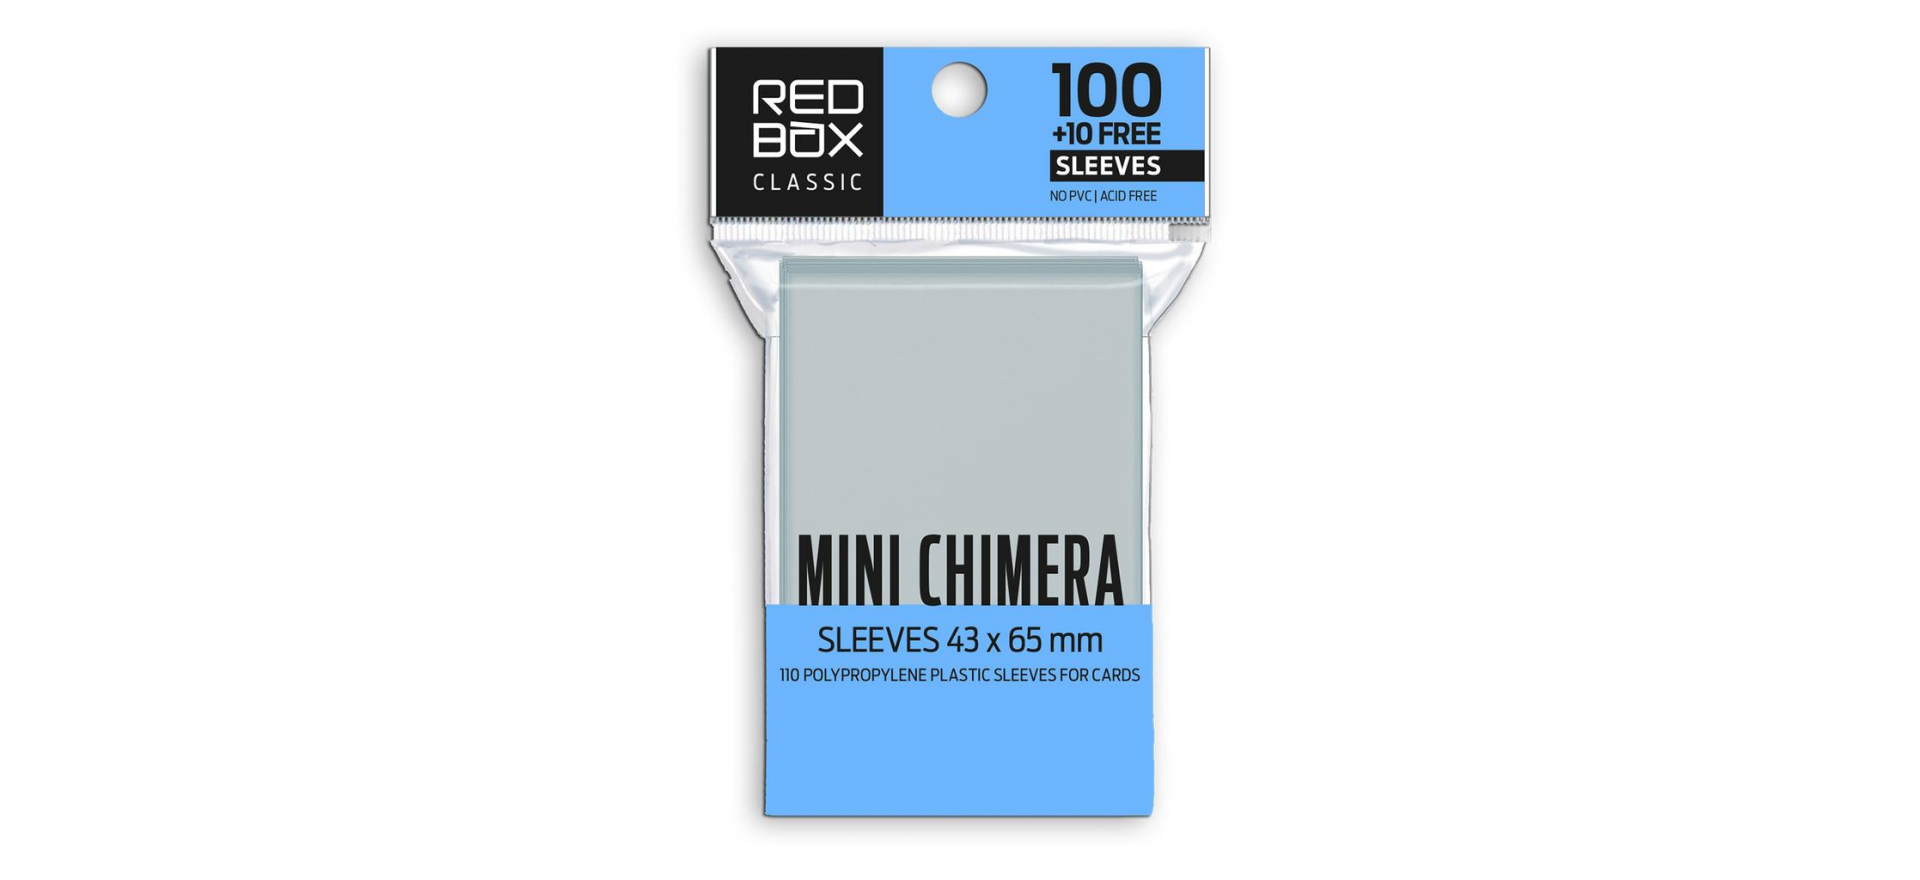 RED
BOX
CLASSIC
100
+10 FREE
SLEEVES
NO PVC | ACID FREE
MINI CHIMERA
SLEEVES 43 x 65 mm
110 POLYPROPYLENE PLASTIC SLEEVES FOR CARDS